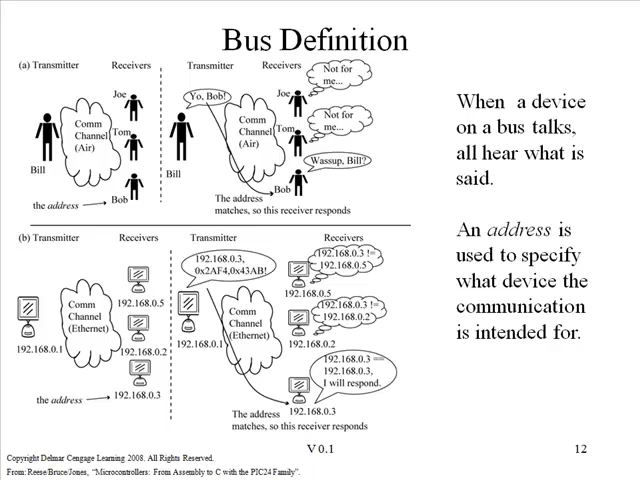 Bus Definition
(a) Transmitter
Receivers
Joe
Comm
Channel
(Air)
Tom
Bill
the address
Bob
Transmitter
Receivers
Not for
me...
Yo, Bob!
Joe
Comm
Channel
(Air)
Tom
Not for
me...
Wassup, Bill?
Bill
Bob
The address
matches, so this receiver responds
When a device
on a bus talks,
all hear what is
said.
An address is
used to specify
what device the
communication
is intended for.
(b) Transmitter
Receivers
192.168.0.5
Comm
Channel
(Ethernet)
192.168.0.1
192.168.0.2
the address
192.168.0.3
Transmitter
Receivers
192.168.0.3,
0x2AF4,0x43AB!
192.168.0.3 !=
192.168.0.5
192.168.0.5
Comm
Channel
(Ethernet)
192.168.0.3 !=
192.168.0.2
192.168.0.1
192.168.0.2
192.168.0.3 ==
192.168.0.3,
I will respond.
192.168.0.3
The address
matches, so this receiver responds
V 0.1
12
Copyright Delmar Cengage Learning 2008. All Rights Reserved.
From: Reese/Bruce/Jones, “Microcontrollers: From Assembly to C with the PIC24 Family”.